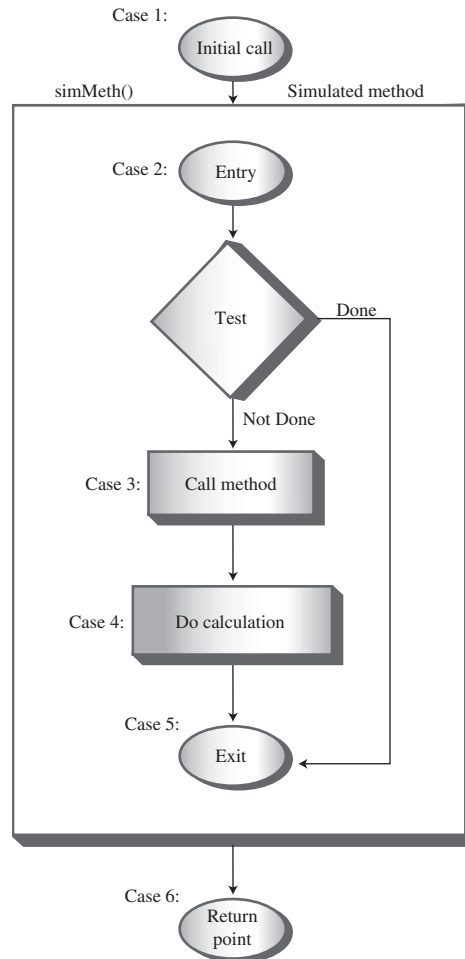 Case 1:
Initial call
simMeth()
Simulated method
Case 2:
Entry
Test
Done
Not Done
Case 3:
Call method
Case 4:
Do calculation
Case 5:
Exit
Case 6:
Return
point